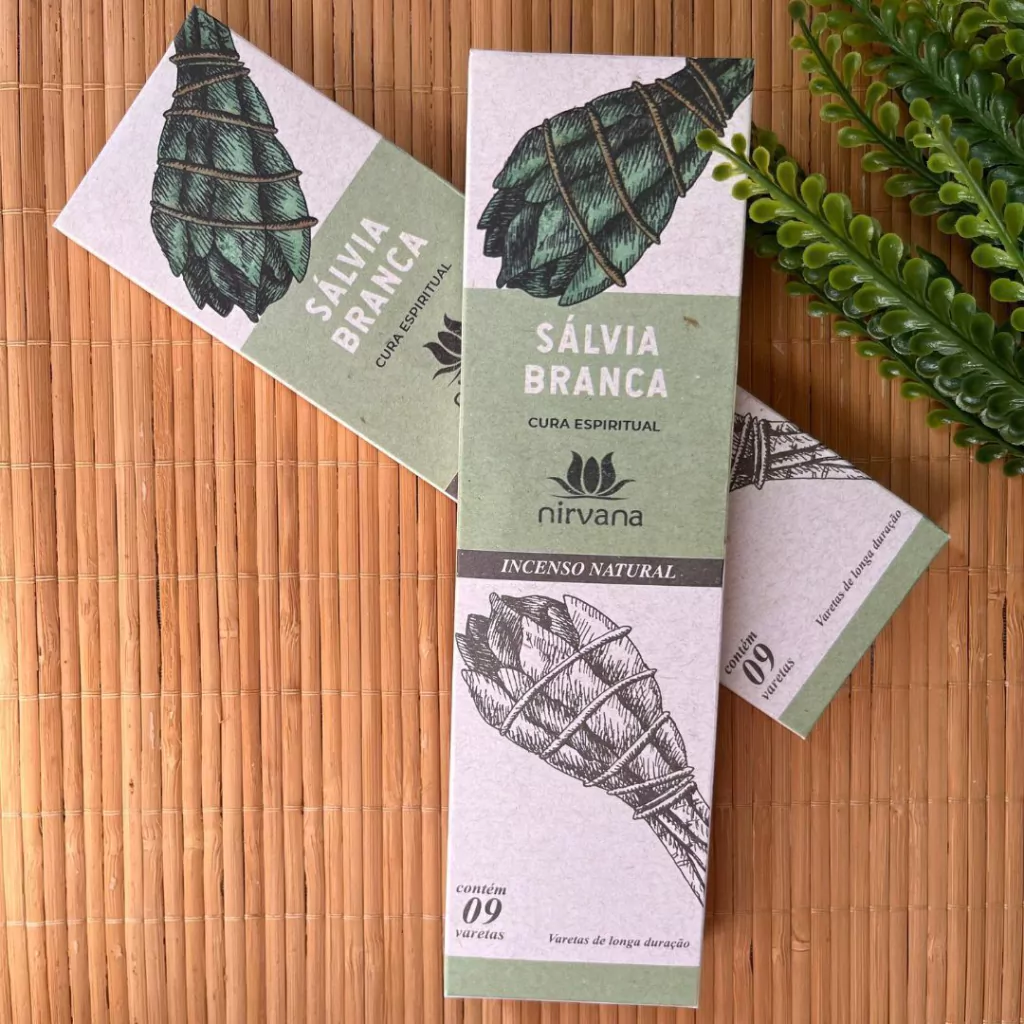 SÁLVIA
BRANCA
CURA ESPIRITUAL
SÁLVIA
BRANCA
CURA ESPIRITUAL
nirvana
INCENSO NATURAL
contém
09
varetas
Varetas de longa duração
contém
09
varetas
Varetas de longa duração